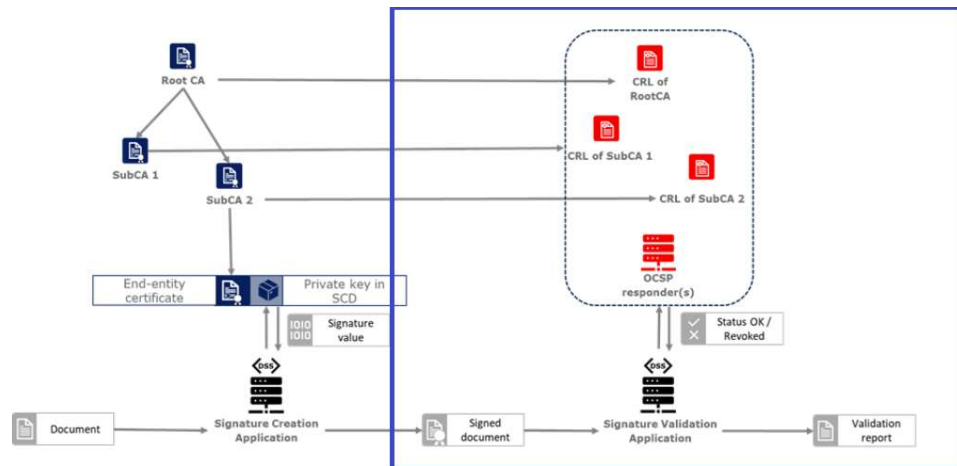 Root CA
CRL of
RootCA
SubCA 1
CRL of SubCA 1
SubCA 2
CRL of SubCA 2
End-entity
certificate
Private key in
SCD
OCSP
responder(s)
1010
1010
Signature
value
Status OK /
Revoked
<DSS>
<DSS>
Document
Signature Creation
Application
Signed
document
Signature Validation
Application
Validation
report